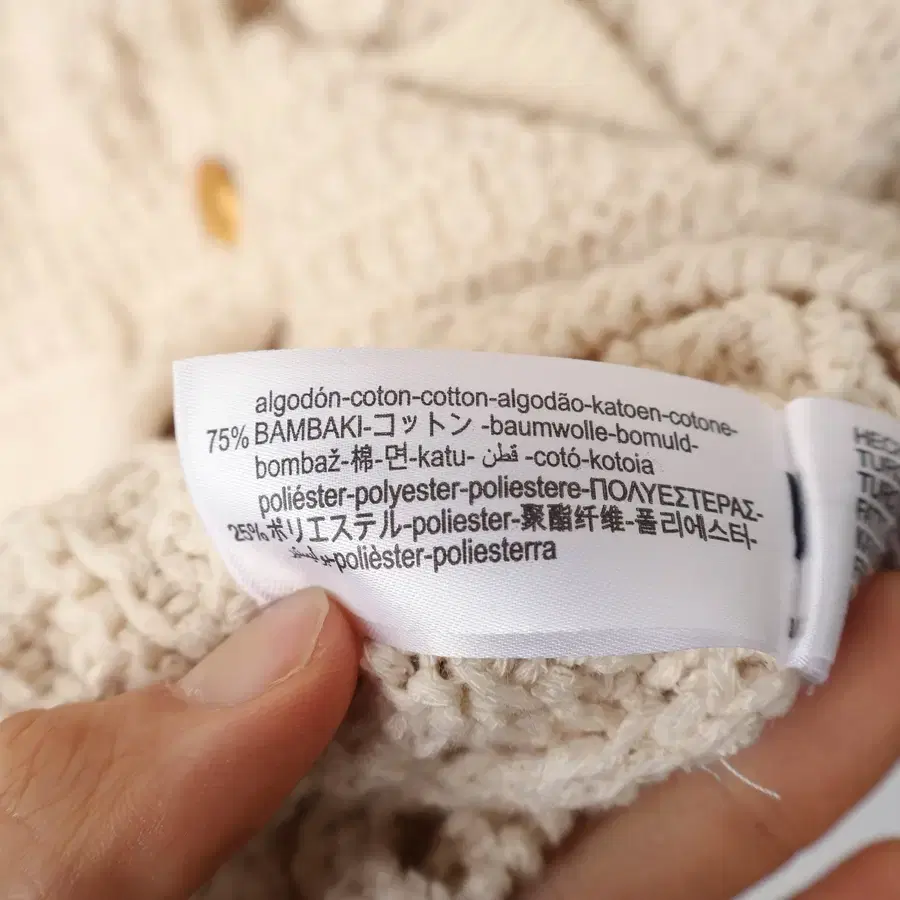 algodón-coton-cotton-algodão-katoen-cotone-
75% BAMBAKI-コットン -baumwolle-bomuld-
bombaž-棉-면-katu- قطن -cotó-kotoia
poliéster-polyester-poliestere-ΠΟΛΥΕΣΤΕΡΑΣ-
25% ポリエステル-poliester-聚酯纤维-폴리에스터-
-polièster-poliesterra